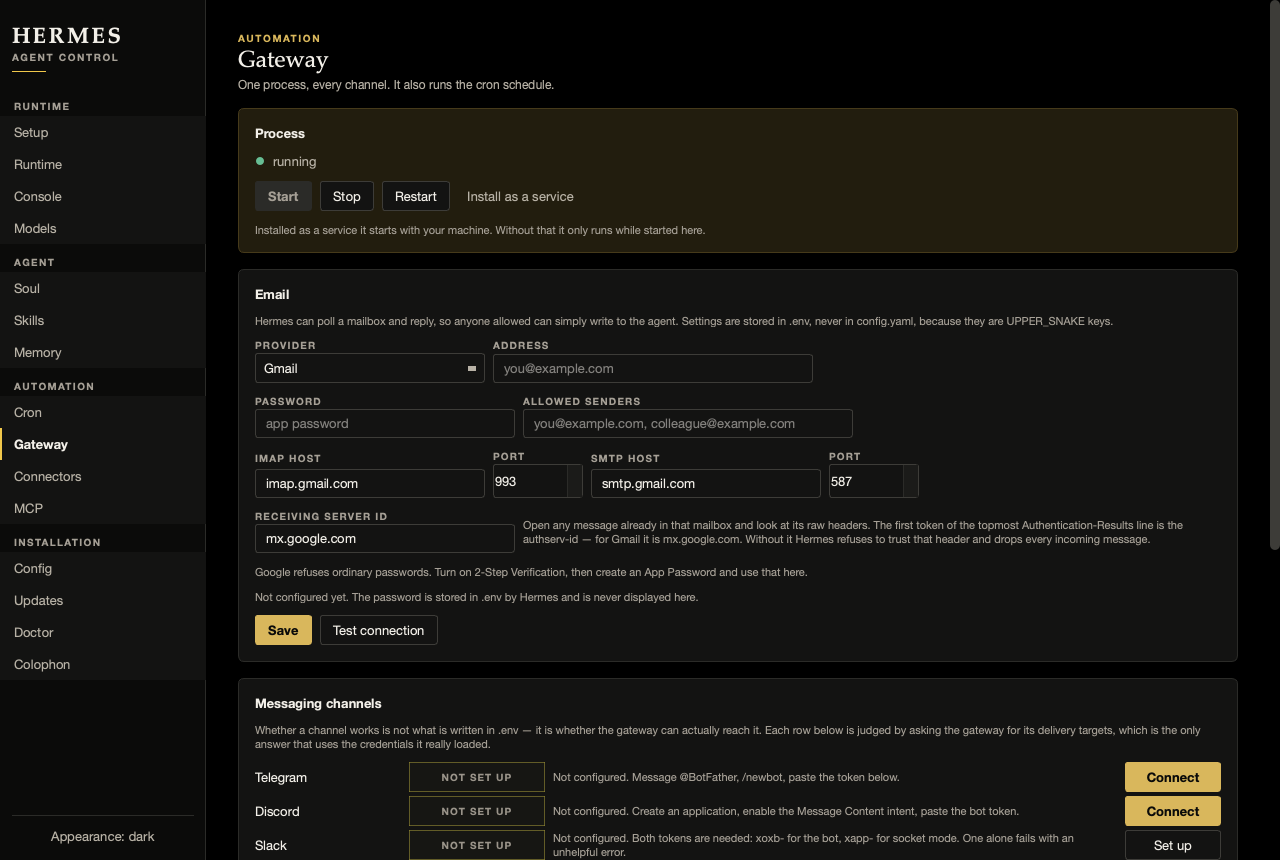 HERMES
AGENT CONTROL
RUNTIME
Setup
Runtime
Console
Models
AGENT
Soul
Skills
Memory
AUTOMATION
Cron
Gateway
Connectors
MCP
INSTALLATION
Config
Updates
Doctor
Colophon
Appearance: dark
AUTOMATION
Gateway
One process, every channel. It also runs the cron schedule.
Process
running
Start Stop Restart Install as a service
Installed as a service it starts with your machine. Without that it only runs while started here.
Email
Hermes can poll a mailbox and reply, so anyone allowed can simply write to the agent. Settings are stored in .env, never in config.yaml, because they are UPPER_SNAKE keys.
PROVIDER ADDRESS
Gmail you@example.com
PASSWORD ALLOWED SENDERS
app password you@example.com, colleague@example.com
IMAP HOST PORT SMTP HOST PORT
imap.gmail.com 993 smtp.gmail.com 587
RECEIVING SERVER ID
mx.google.com
Open any message already in that mailbox and look at its raw headers. The first token of the topmost Authentication-Results line is the
authserv-id — for Gmail it is mx.google.com. Without it Hermes refuses to trust that header and drops every incoming message.
Google refuses ordinary passwords. Turn on 2-Step Verification, then create an App Password and use that here.
Not configured yet. The password is stored in .env by Hermes and is never displayed here.
Save Test connection
Messaging channels
Whether a channel works is not what is written in .env — it is whether the gateway can actually reach it. Each row below is judged by asking the gateway for its delivery targets, which is the only
answer that uses the credentials it really loaded.
Telegram NOT SET UP Not configured. Message @BotFather, /newbot, paste the token below. Connect
Discord NOT SET UP Not configured. Create an application, enable the Message Content intent, paste the bot token. Connect
Slack NOT SET UP Not configured. Both tokens are needed: xoxb- for the bot, xapp- for socket mode. One alone fails with an
unhelpful error. Set up